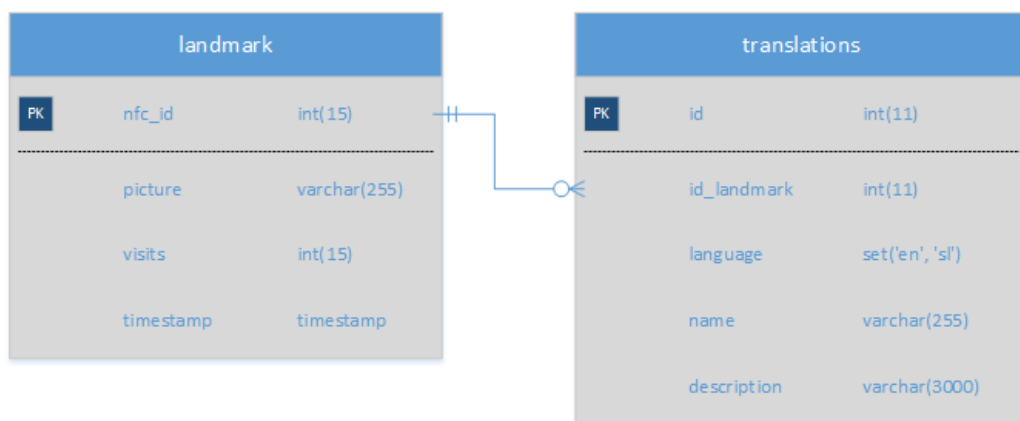 landmark
PK nfc_id int(15)
picture varchar(255)
visits int(15)
timestamp timestamp
translations
PK id int(11)
id_landmark int(11)
language set('en', 'sl')
name varchar(255)
description varchar(3000)